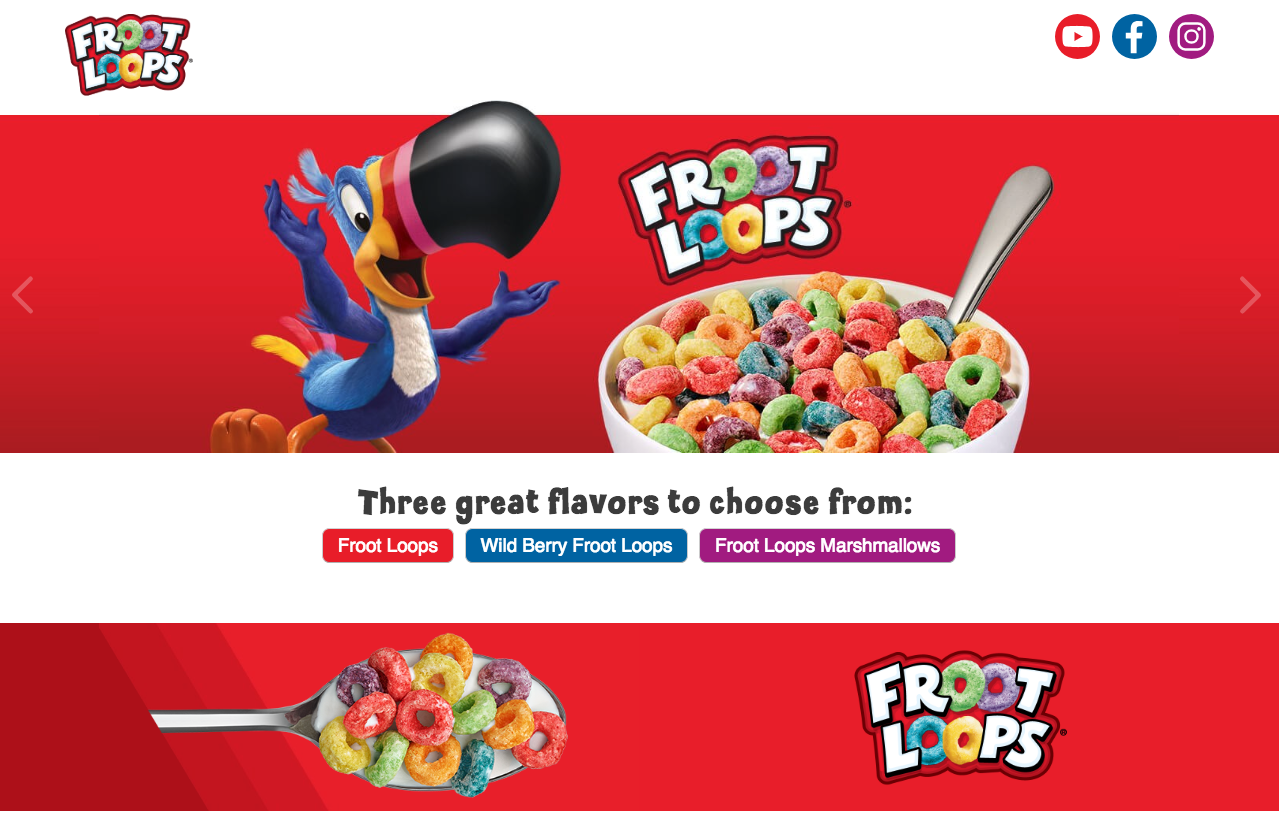 FROOT
LOOPS®
FROOT
LOOPS®
Three great flavors to choose from:
Froot Loops
Wild Berry Froot Loops
Froot Loops Marshmallows
FROOT
LOOPS®